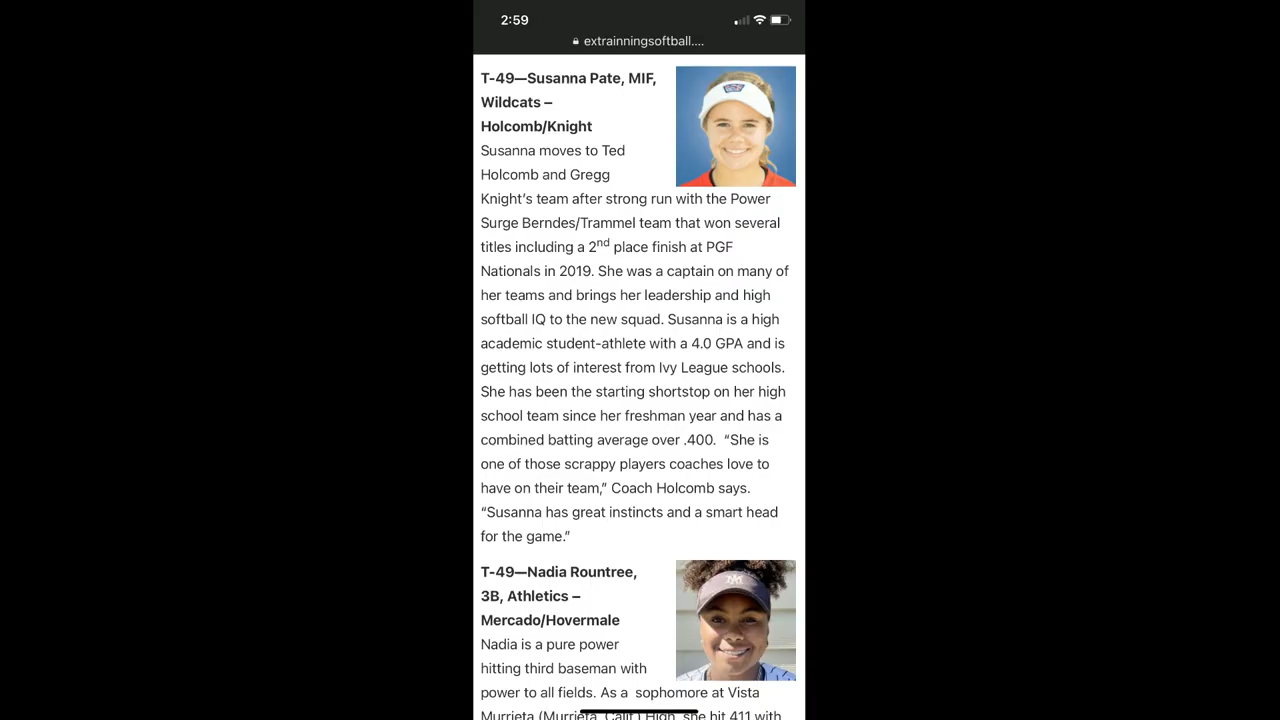 2:59
extrainningsoftball....
T-49—Susanna Pate, MIF,
Wildcats –
Holcomb/Knight
Susanna moves to Ted
Holcomb and Gregg
Knight's team after strong run with the Power
Surge Berndes/Trammel team that won several
titles including a 2nd place finish at PGF
Nationals in 2019. She was a captain on many of
her teams and brings her leadership and high
softball IQ to the new squad. Susanna is a high
academic student-athlete with a 4.0 GPA and is
getting lots of interest from Ivy League schools.
She has been the starting shortstop on her high
school team since her freshman year and has a
combined batting average over .400.  “She is
one of those scrappy players coaches love to
have on their team,” Coach Holcomb says.
“Susanna has great instincts and a smart head
for the game.”
T-49—Nadia Rountree,
3B, Athletics –
Mercado/Hovermale
Nadia is a pure power
hitting third baseman with
power to all fields. As a  sophomore at Vista
Murrieta (Murrieta, Calif.) High, she hit .411 with